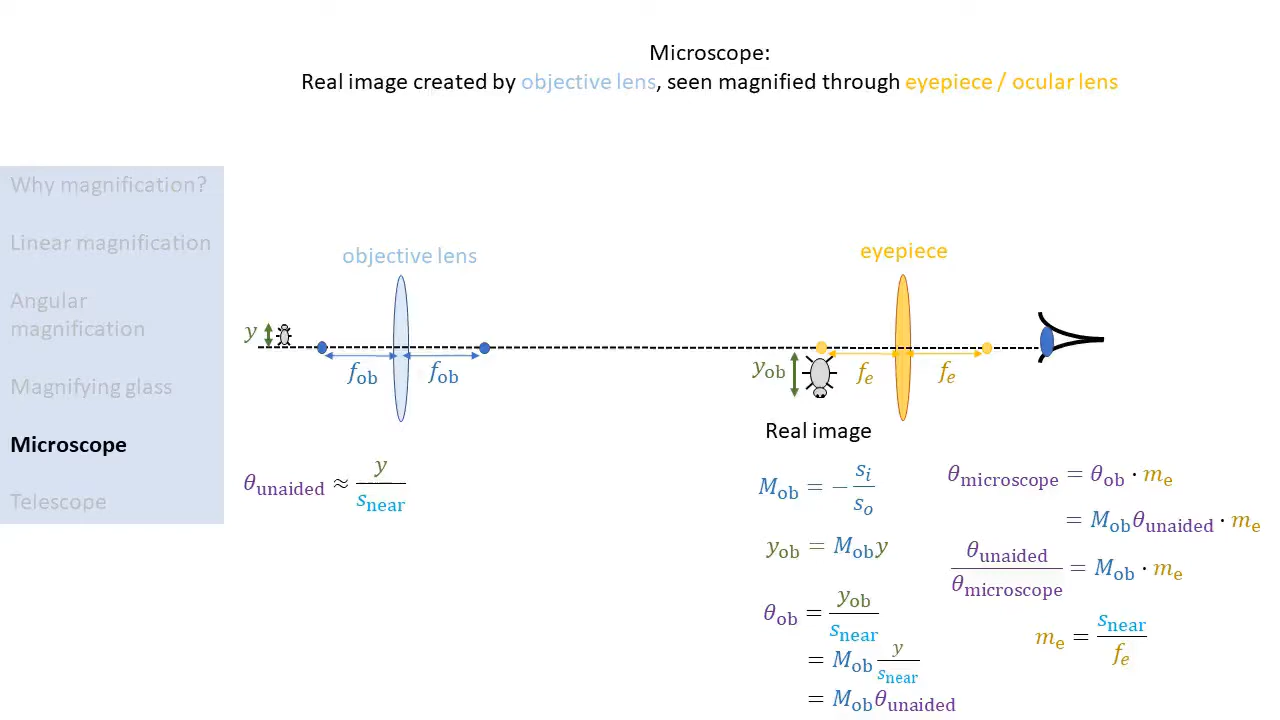 Microscope:
Real image created by objective lens, seen magnified through eyepiece / ocular lens
Why magnification?
Linear magnification
Angular
magnification
Magnifying glass
Microscope
Telescope
objective lens
eyepiece
y
f_ob
f_ob
y_ob
f_e
f_e
Real image
θ_unaided ≈ y / s_near
M_ob = − s_i / s_o
y_ob = M_ob y
θ_ob = y_ob / s_near
= M_ob y / s_near
= M_ob θ_unaided
θ_microscope = θ_ob · m_e
= M_ob θ_unaided · m_e
θ_unaided / θ_microscope = M_ob · m_e
m_e = s_near / f_e